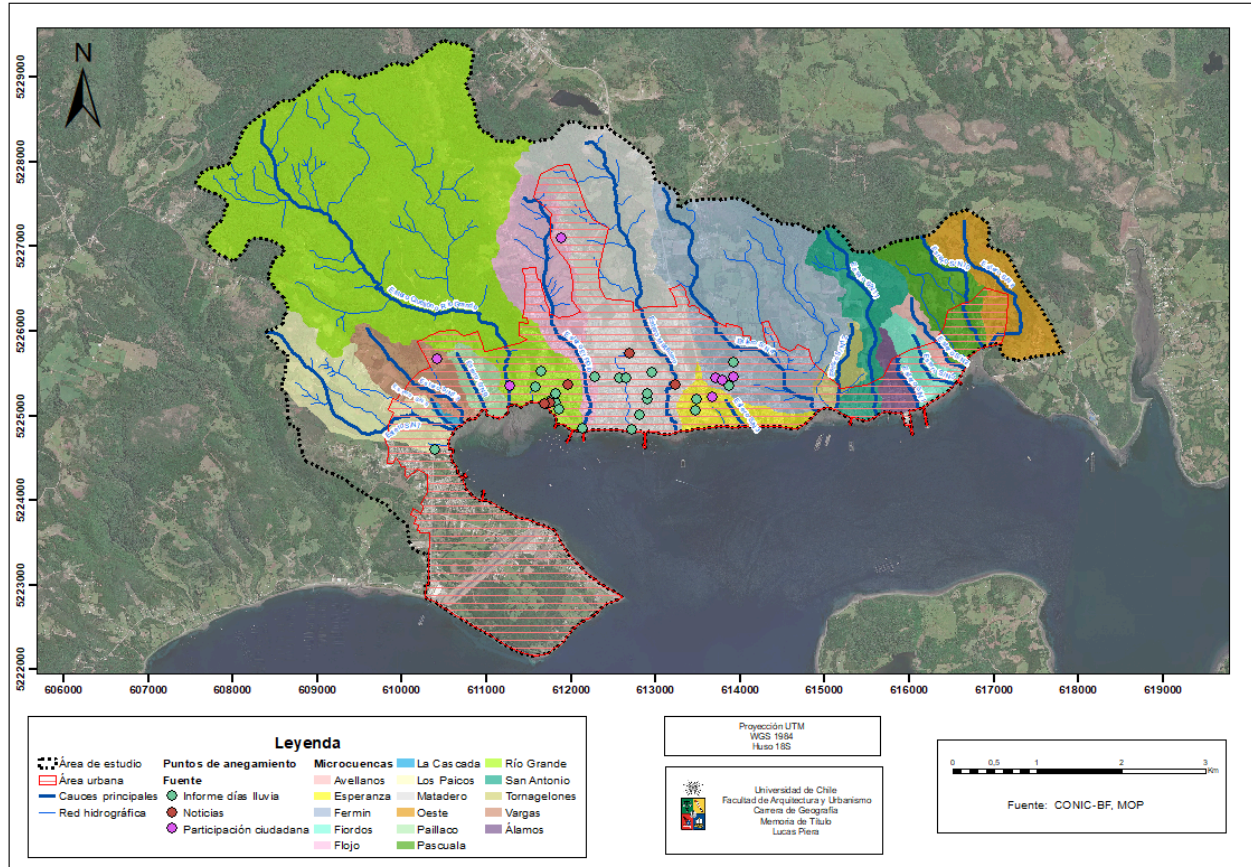 N
5229000
5228000
5227000
5226000
5225000
5224000
5223000
5222000
606000 607000 608000 609000 610000 611000 612000 613000 614000 615000 616000 617000 618000 619000
Leyenda
Área de estudio
Área urbana
Cauces principales
Red hidrográfica
Puntos de anegamiento
Fuente
Informe días lluvia
Noticias
Participación ciudadana
Microcuencas
Avellanos
Esperanza
Fermin
Fiordos
Flojo
La Cascada
Los Paicos
Matadero
Oeste
Paillaco
Pascuala
Río Grande
San Antonio
Tornagelones
Vargas
Álamos
Proyección UTM
WGS 1984
Huso 18S
Universidad de Chile
Facultad de Arquitectura y Urbanismo
Carrera de Geografía
Memoria de Título
Lucas Piera
0 0,5 1 2 3
Km
Fuente: CONIC-BF, MOP